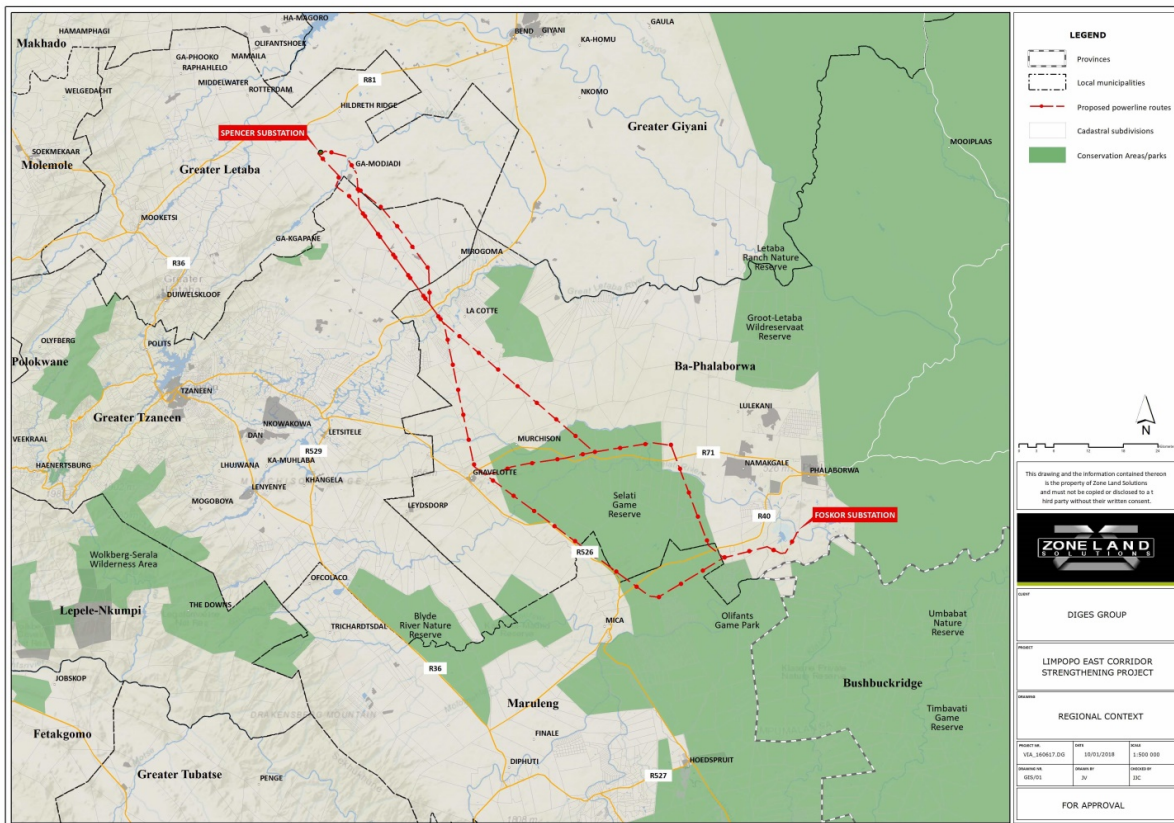 HAMAMPHAGI
HA-MAGORO
GAULA
Makhado
OLIFANTSHOEK
BEND
GIYANI
KA-HOMU
GA-PHOOKO
MAMAILA
RAPHAHLELO
MIDDELWATER
R81
WELGEDACHT
ROTTERDAM
NKOMO
HILDRETH RIDGE
SPENCER SUBSTATION
Greater Giyani
MOOIPLAAS
SOEKMEKAAR
Molemole
Greater Letaba
GA-MODJADI
MOOKETSI
GA-KGAPANE
MIROGOMA
Letaba
Ranch Nature
Reserve
R36
Greater
Letaba
DUIWELSKLOOF
LA COTTE
Groot-Letaba
Wildreservaat
Reserve
OLYFBERG
POLITS
Polokwane
Ba-Phalaborwa
TZANEEN
Greater Tzaneen
LULEKANI
NKOWAKOWA
DAN
LETSITELE
VEEKRAAL
MURCHISON
R529
R71
HAENERTSBURG
LHUJWANA
KA-MUHLABA
NAMAKGALE
PHALABORWA
GRAVELOTTE
KHANGELA
LENYENYE
MOGOBOYA
LEYDSDORP
Selati
Game
Reserve
R40
FOSKOR SUBSTATION
Wolkberg-Serala
Wilderness Area
R526
OFCOLACO
Lepele-Nkumpi
THE DOWNS
TRICHARDTSDAL
Blyde
River Nature
Reserve
MICA
Olifants
Game Park
Umbabat
Nature
Reserve
R36
JOBSKOP
Bushbuckridge
Maruleng
Timbavati
Game
Reserve
DRAKENSBERG MOUNTAIN
Fetakgomo
FINALE
DIPHUTI
HOEDSPRUIT
Greater Tubatse
PENGE
R527
LEGEND
Provinces
Local municipalities
Proposed powerline routes
Cadastral subdivisions
Conservation Areas/parks
N
This drawing and the information contained thereon
is the property of Zone Land Solutions
and must not be copied or disclosed to a t
hird party without their written consent.
ZONE LAND
SOLUTIONS
CLIENT
DIGES GROUP
PROJECT
LIMPOPO EAST CORRIDOR
STRENGTHENING PROJECT
DRAWING
REGIONAL CONTEXT
PROJECT NR. DATE SCALE
VIA_160617.DG 10/01/2018 1:500 000
DRAWING NR. DRAWN BY CHECKED BY
GES/01 JV JJC
FOR APPROVAL